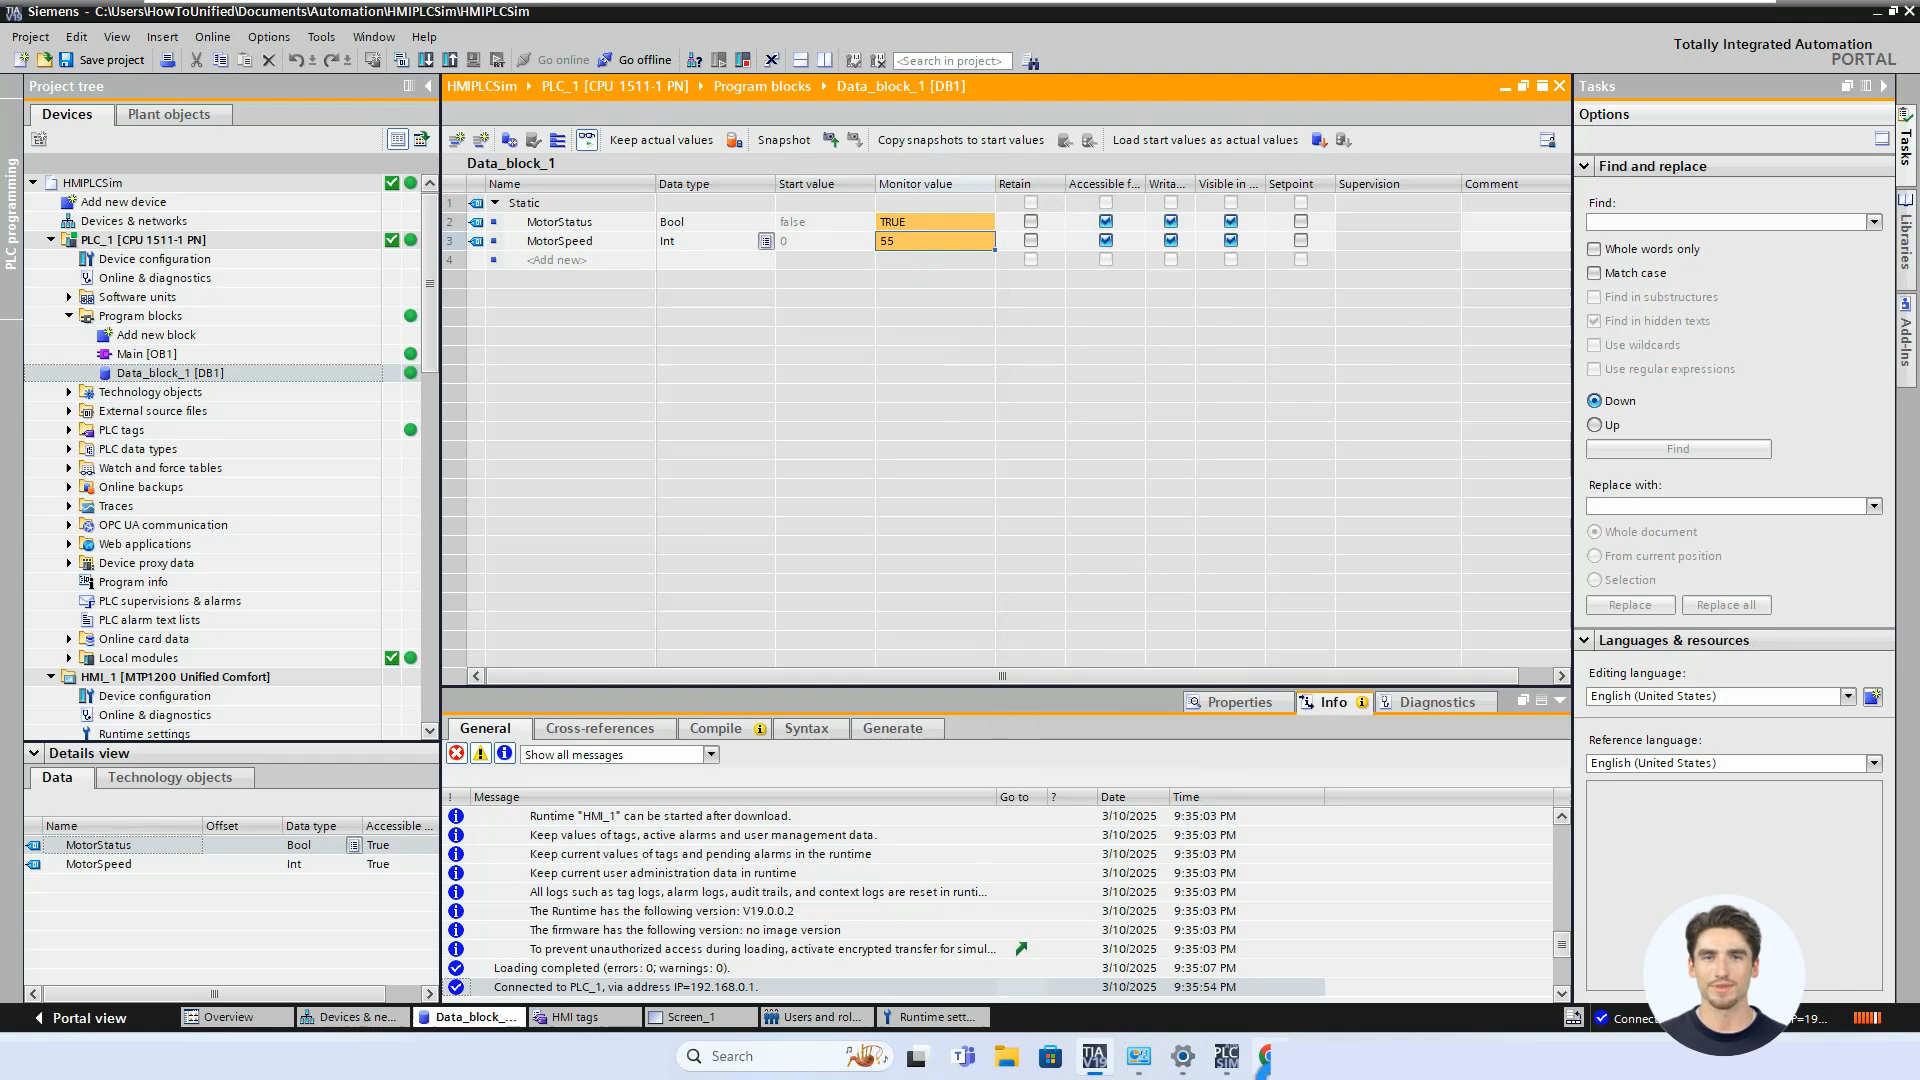 Siemens - C:\Users\HowToUnified\Documents\Automation\HMIPLCSim\HMIPLCSim
Project Edit View Insert Online Options Tools Window Help
Totally Integrated Automation
PORTAL
Save project Go online Go offline <Search in project>
Project tree
Devices Plant objects
HMIPLCSim
Add new device
Devices & networks
PLC_1 [CPU 1511-1 PN]
Device configuration
Online & diagnostics
Software units
Program blocks
Add new block
Main [OB1]
Data_block_1 [DB1]
Technology objects
External source files
PLC tags
PLC data types
Watch and force tables
Online backups
Traces
OPC UA communication
Web applications
Device proxy data
Program info
PLC supervisions & alarms
PLC alarm text lists
Online card data
Local modules
HMI_1 [MTP1200 Unified Comfort]
Device configuration
Online & diagnostics
Runtime settings
PLC programming
Details view
Data Technology objects
Name Offset Data type Accessible ...
MotorStatus Bool True
MotorSpeed Int True
HMIPLCSim PLC_1 [CPU 1511-1 PN] Program blocks Data_block_1 [DB1]
Keep actual values Snapshot Copy snapshots to start values Load start values as actual values
Data_block_1
Name Data type Start value Monitor value Retain Accessible f... Writa... Visible in ... Setpoint Supervision Comment
1 Static
2 MotorStatus Bool false TRUE
3 MotorSpeed Int 0 55
4 <Add new>
Properties Info Diagnostics
General Cross-references Compile Syntax Generate
Show all messages
! Message Go to ? Date Time
Runtime "HMI_1" can be started after download. 3/10/2025 9:35:03 PM
Keep values of tags, active alarms and user management data. 3/10/2025 9:35:03 PM
Keep current values of tags and pending alarms in the runtime 3/10/2025 9:35:03 PM
Keep current user administration data in runtime 3/10/2025 9:35:03 PM
All logs such as tag logs, alarm logs, audit trails, and context logs are reset in runti... 3/10/2025 9:35:03 PM
The Runtime has the following version: V19.0.0.2 3/10/2025 9:35:03 PM
The firmware has the following version: no image version 3/10/2025 9:35:03 PM
To prevent unauthorized access during loading, activate encrypted transfer for simul... 3/10/2025 9:35:03 PM
Loading completed (errors: 0; warnings: 0). 3/10/2025 9:35:07 PM
Connected to PLC_1, via address IP=192.168.0.1. 3/10/2025 9:35:54 PM
Tasks
Options
Find and replace
Find:
Whole words only
Match case
Find in substructures
Find in hidden texts
Use wildcards
Use regular expressions
Down
Up
Find
Replace with:
Whole document
From current position
Selection
Replace Replace all
Languages & resources
Editing language:
English (United States)
Reference language:
English (United States)
Tasks
Libraries
Add-Ins
Portal view Overview Devices & ne... Data_block_... HMI tags Screen_1 Users and rol... Runtime sett...
Search
TIA V19
PLC SIM